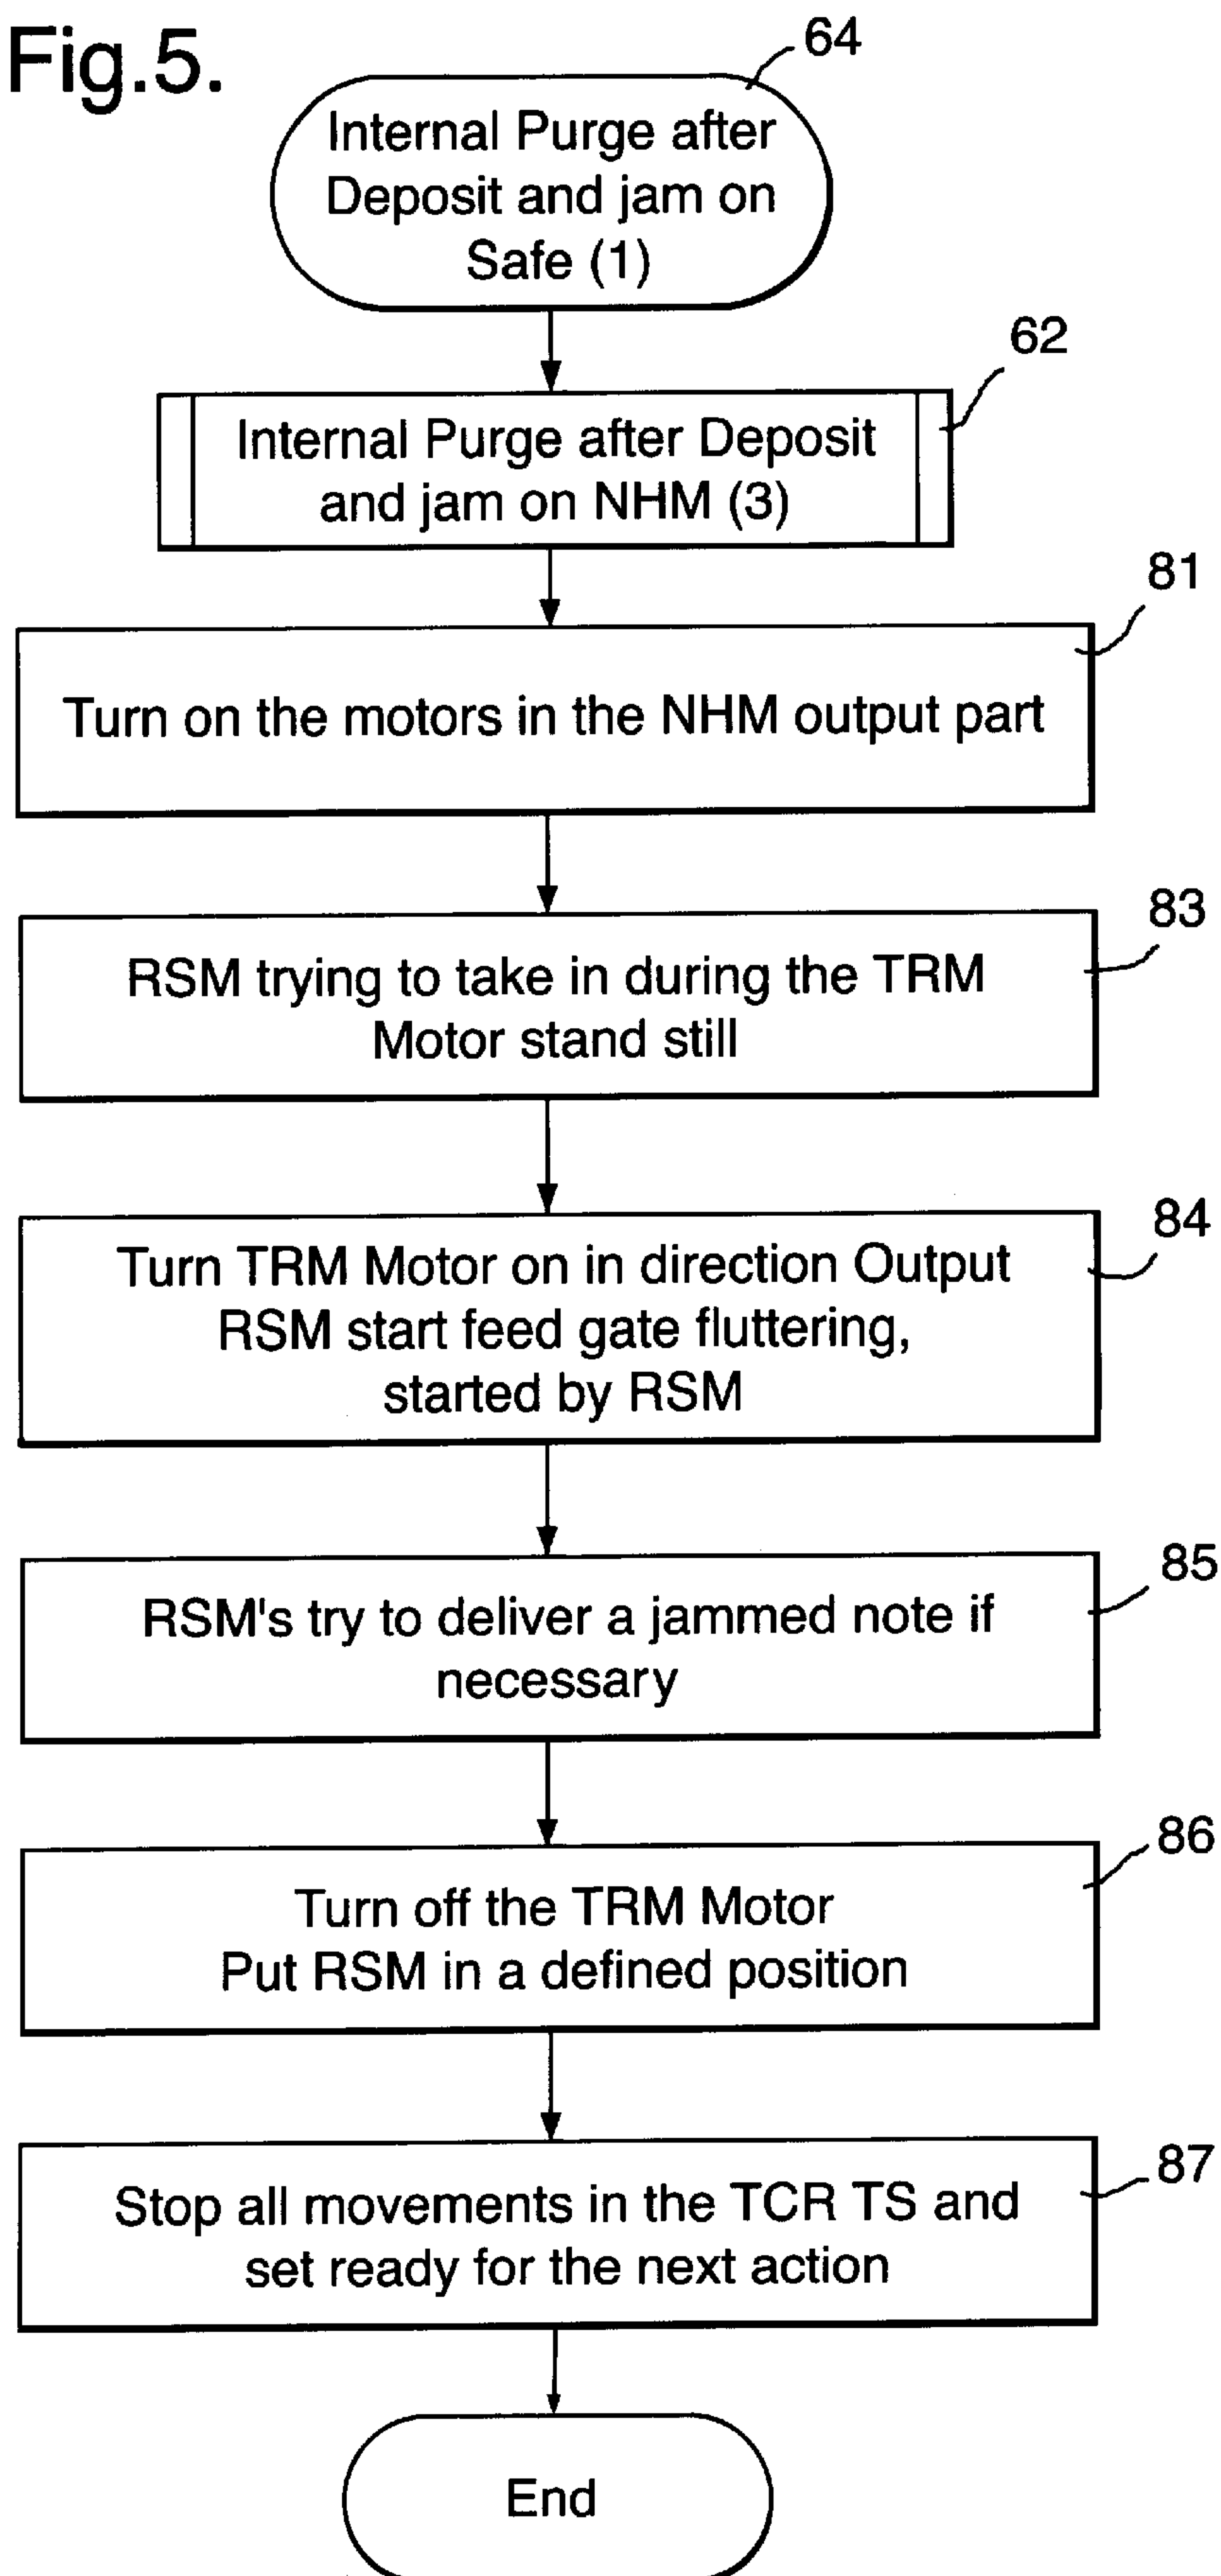 Fig.5.
64
Internal Purge after
Deposit and jam on
Safe (1)
62
Internal Purge after Deposit
and jam on NHM (3)
81
Turn on the motors in the NHM output part
83
RSM trying to take in during the TRM
Motor stand still
84
Turn TRM Motor on in direction Output
RSM start feed gate fluttering,
started by RSM
85
RSM's try to deliver a jammed note if
necessary
86
Turn off the TRM Motor
Put RSM in a defined position
87
Stop all movements in the TCR TS and
set ready for the next action
End